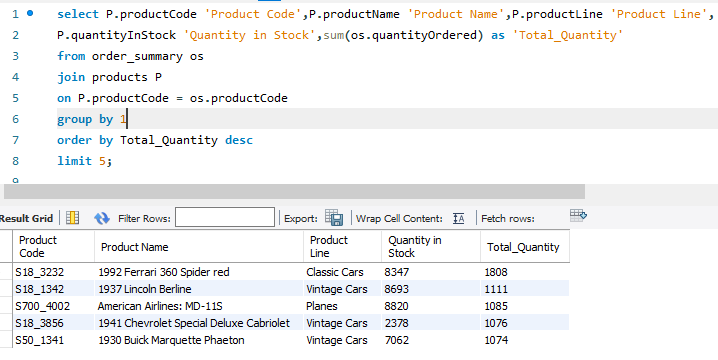 1 select P.productCode 'Product Code',P.productName 'Product Name',P.productLine 'Product Line',
2 P.quantityInStock 'Quantity in Stock',sum(os.quantityOrdered) as 'Total_Quantity'
3 from order_summary os
4 join products P
5 on P.productCode = os.productCode
6 group by 1
7 order by Total_Quantity desc
8 limit 5;
9
Result Grid Filter Rows: Export: Wrap Cell Content: IA Fetch rows:
Product Code Product Name Product Line Quantity in Stock Total_Quantity
S18_3232 1992 Ferrari 360 Spider red Classic Cars 8347 1808
S18_1342 1937 Lincoln Berline Vintage Cars 8693 1111
S700_4002 American Airlines: MD-11S Planes 8820 1085
S18_3856 1941 Chevrolet Special Deluxe Cabriolet Vintage Cars 2378 1076
S50_1341 1930 Buick Marquette Phaeton Vintage Cars 7062 1074